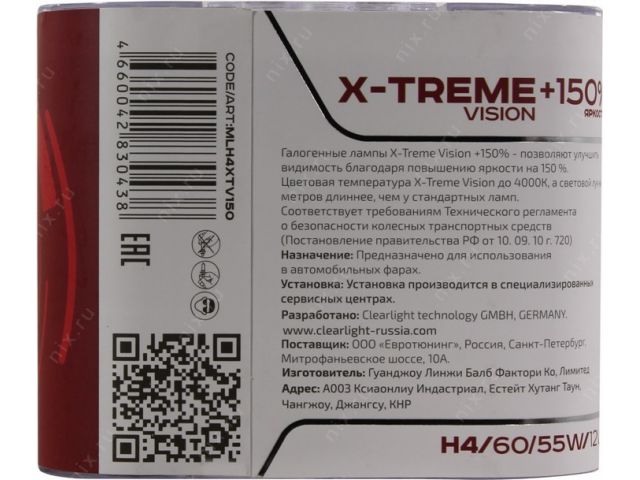 X-TREME +150%
VISION
ЯРКОСТ
CODE/ART:MLH4XTV150
4660042830438
EAC
Галогенные лампы X-Treme Vision +150% - позволяют улучшить
видимость благодаря повышению яркости на 150 %.
Цветовая температура X-Treme Vision до 4000К, а световой луч
метров длиннее, чем у стандартных ламп.
Соответствует требованиям Технического регламента
о безопасности колесных транспортных средств
(Постановление правительства РФ от 10. 09. 10 г. 720)
Назначение: Предназначено для использования
в автомобильных фарах.
Установка: Установка производится в специализированных
сервисных центрах.
Разработано: Clearlight technology GMBH, GERMANY.
www.clearlight-russia.com
Поставщик: ООО «Евротюнинг», Россия, Санкт-Петербург,
Митрофаньевское шоссе, 10А.
Изготовитель: Гуанджоу Линжи Балб Фактори Ко, Лимитед
Адрес: А003 Ксиаонлиу Индастриал, Естейт Хутанг Таун,
Чангжоу, Джангсу, КНР
H4/60/55W/12
nix.ru